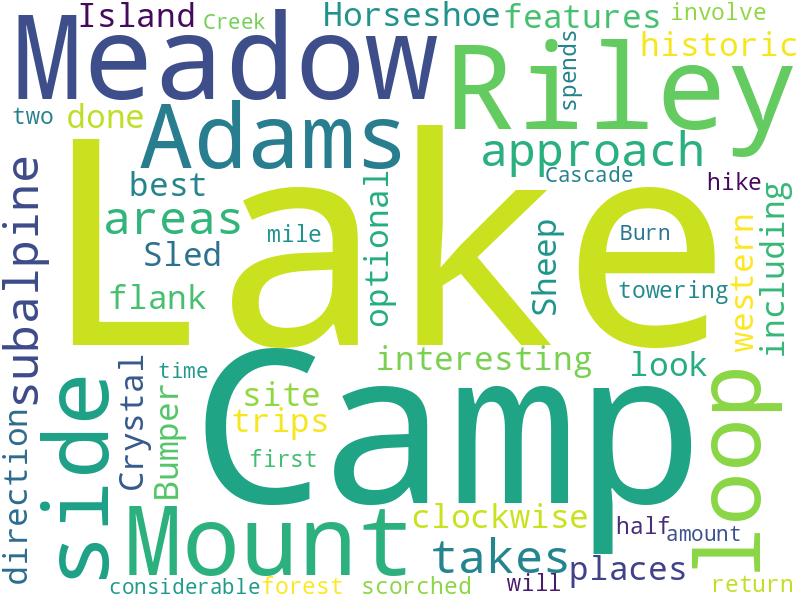 Island Creek Horseshoe features involve
Meadow Riley historic
spends
two done Adams approach
Lake
best Cascade hike
subalpine areas optional Sheep Burn western including
Sled mile
flank towering
Camp
interesting look
Crystal time site
side Bumper trips loop
direction first
Mount clockwise
takes half amount
places
considerable forest scorched will return